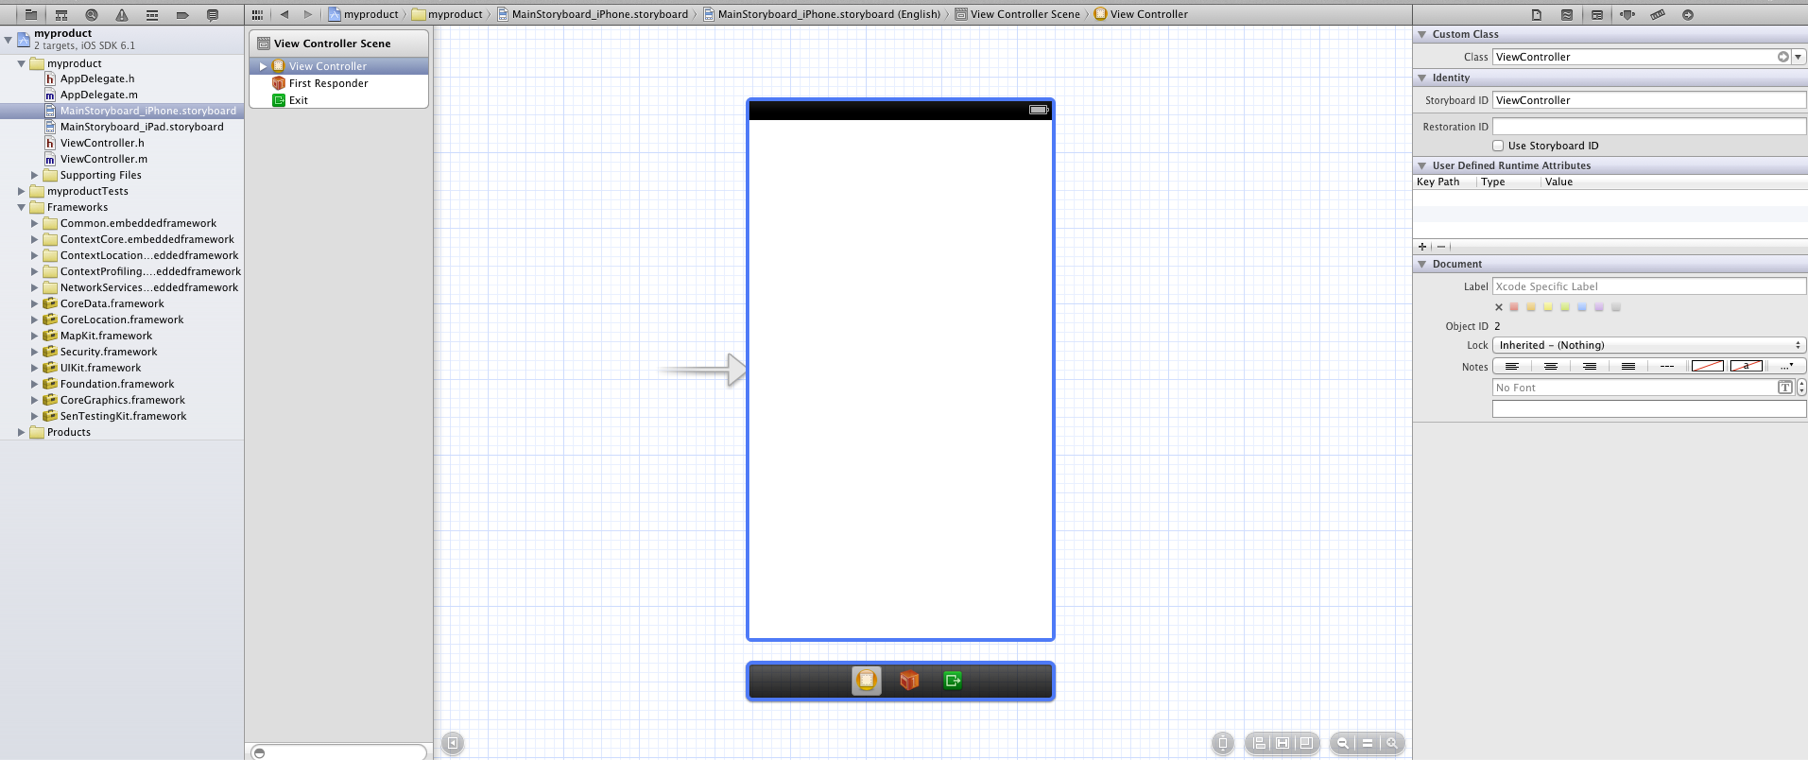 myproduct
2 targets, iOS SDK 6.1
myproduct
AppDelegate.h
AppDelegate.m
MainStoryboard_iPhone.storyboard
MainStoryboard_iPad.storyboard
ViewController.h
ViewController.m
Supporting Files
myproductTests
Frameworks
Common.embeddedframework
ContextCore.embeddedframework
ContextLocation...eddedframework
ContextProfiling....eddedframework
NetworkServices...eddedframework
CoreData.framework
CoreLocation.framework
MapKit.framework
Security.framework
UIKit.framework
Foundation.framework
CoreGraphics.framework
SenTestingKit.framework
Products
myproduct myproduct MainStoryboard_iPhone.storyboard MainStoryboard_iPhone.storyboard (English) View Controller Scene View Controller
View Controller Scene
View Controller
First Responder
Exit
Custom Class
Class ViewController
Identity
Storyboard ID ViewController
Restoration ID
Use Storyboard ID
User Defined Runtime Attributes
Key Path Type Value
Document
Label Xcode Specific Label
Object ID 2
Lock Inherited - (Nothing)
Notes
No Font